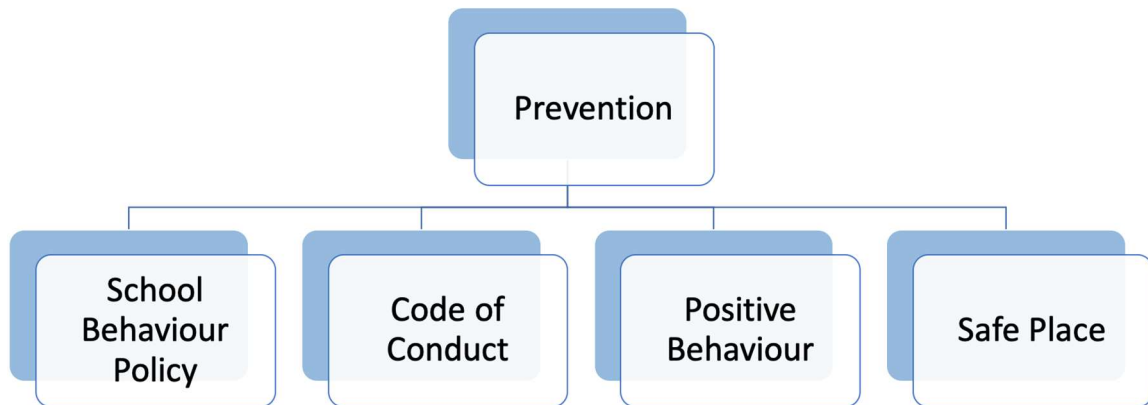 Prevention
School
Behaviour
Policy
Code of
Conduct
Positive
Behaviour
Safe Place